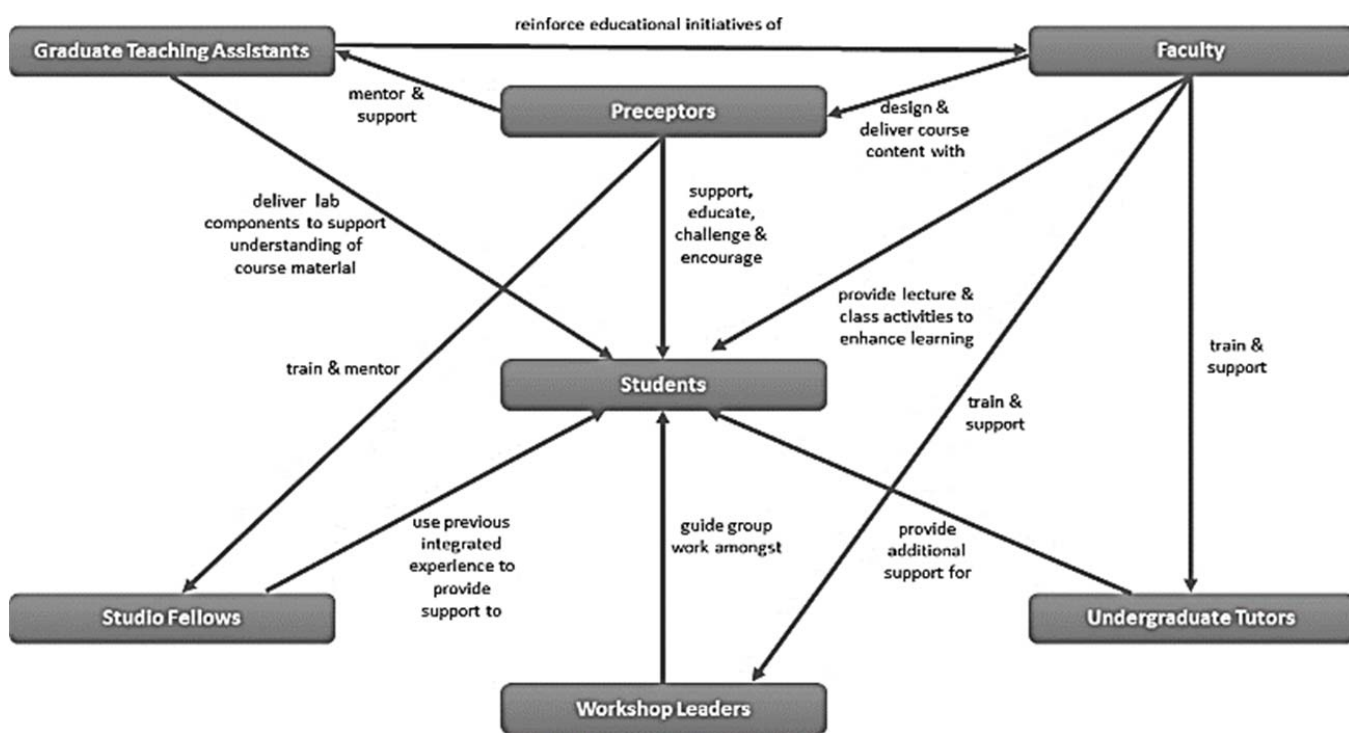 reinforce educational initiatives of
Graduate Teaching Assistants
Faculty
mentor &
support
Preceptors
design &
deliver course
content with
deliver lab
components to support
understanding of
course material
support,
educate,
challenge &
encourage
provide lecture &
class activities to
enhance learning
train & mentor
Students
train &
support
train &
support
use previous
integrated
experience to
provide
support to
guide group
work amongst
provide
additional
support for
Studio Fellows
Undergraduate Tutors
Workshop Leaders